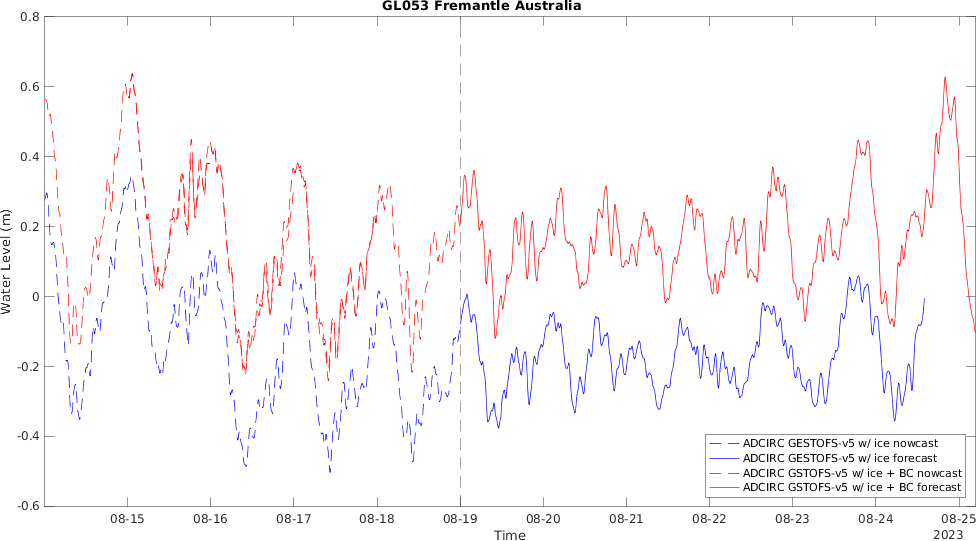 GL053 Fremantle Australia
Water Level (m)
0.8
0.6
0.4
0.2
0
-0.2
-0.4
-0.6
ADCIRC GESTOFS-v5 w/ ice nowcast
ADCIRC GESTOFS-v5 w/ ice forecast
ADCIRC GSTOFS-v5 w/ ice + BC nowcast
ADCIRC GSTOFS-v5 w/ ice + BC forecast
08-15 08-16 08-17 08-18 08-19 08-20 08-21 08-22 08-23 08-24 08-25
Time 2023